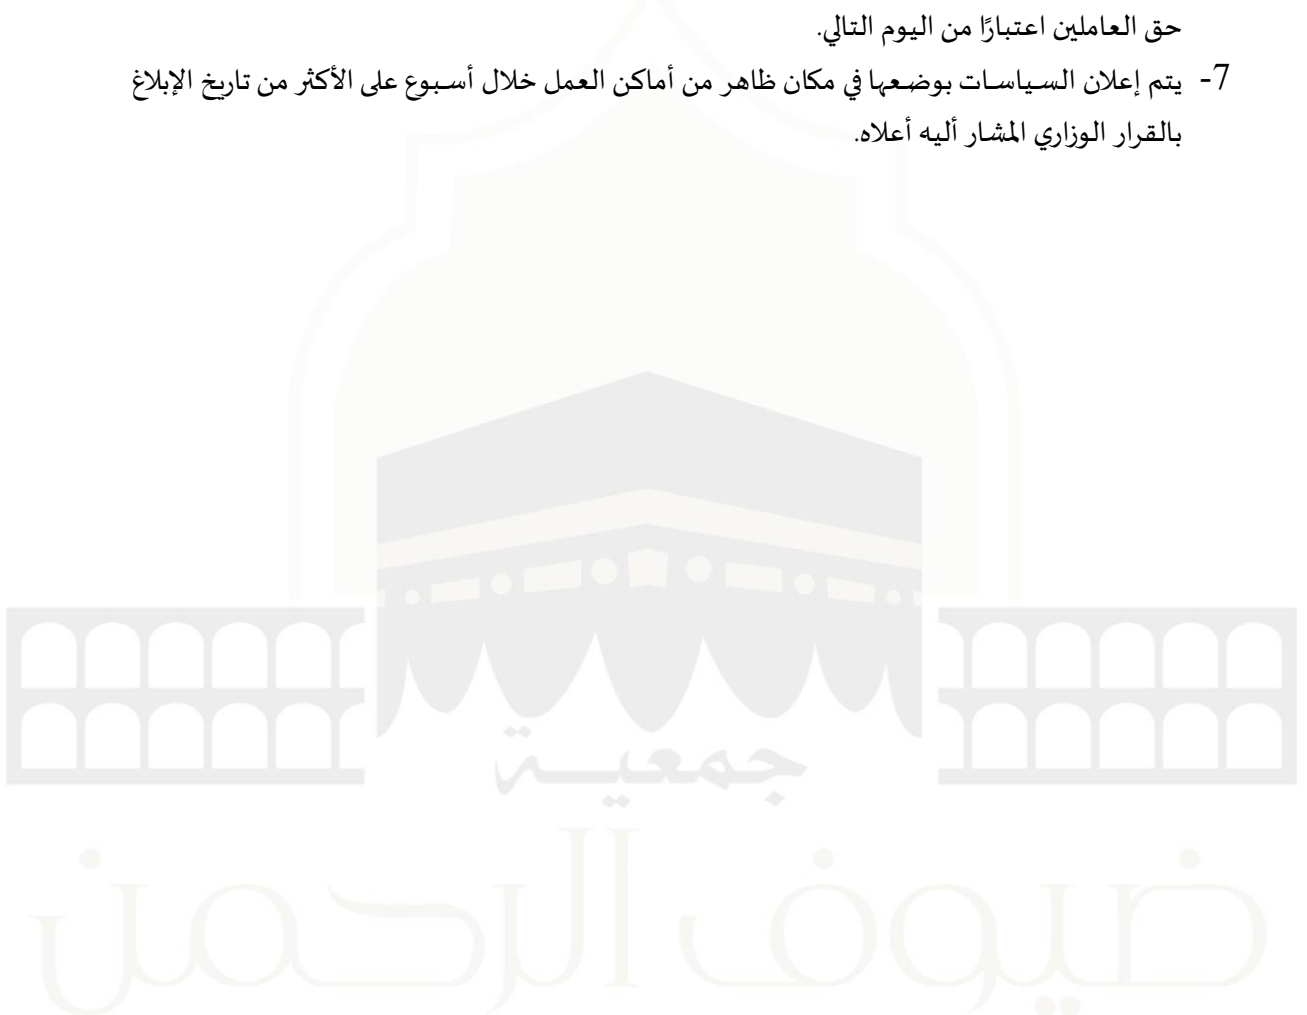 حق العاملين اعتبارًا من اليوم التالي.
7- يتم إعلان السياسات بوضعها في مكان ظاهر من أماكن العمل خلال أسبوع على الأكثر من تاريخ الإبلاغ
بالقرار الوزاري المشار أليه أعلاه.
جمعية
ضيوف الرحمن